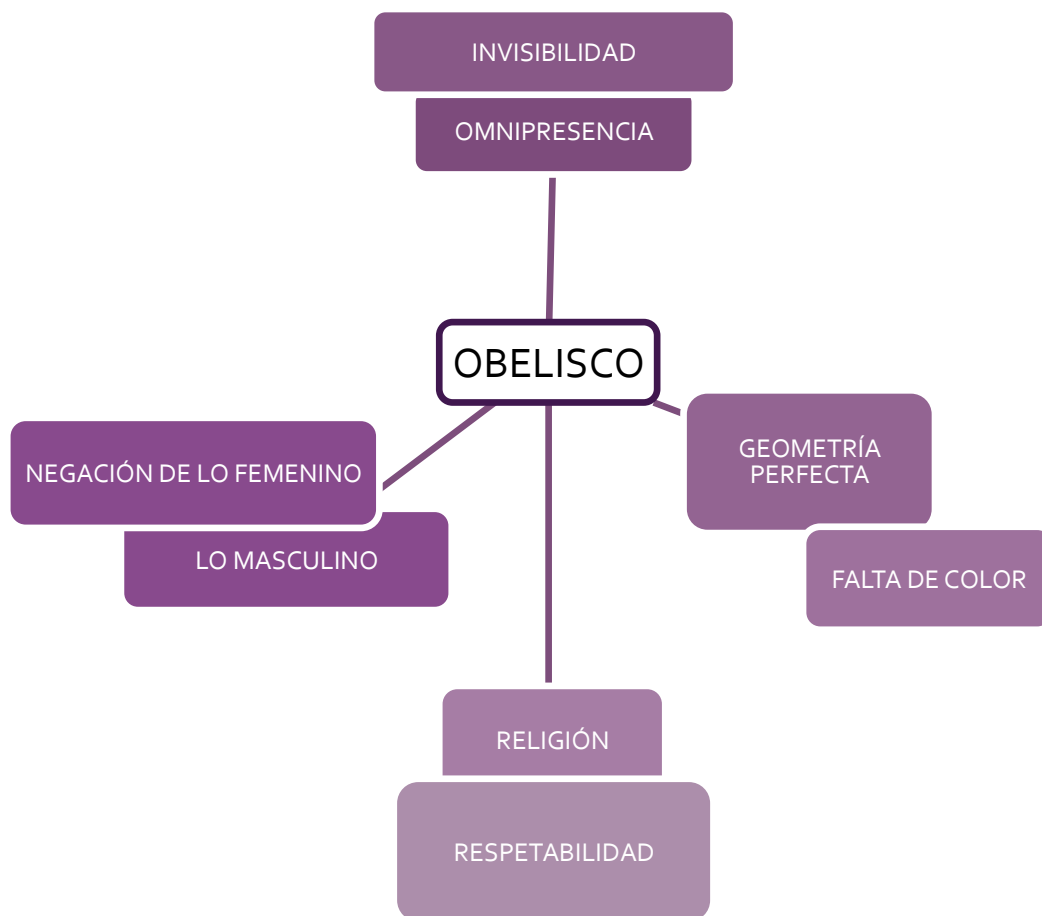 INVISIBILIDAD
OMNIPRESENCIA
OBELISCO
NEGACIÓN DE LO FEMENINO
LO MASCULINO
GEOMETRÍA
PERFECTA
FALTA DE COLOR
RELIGIÓN
RESPETABILIDAD